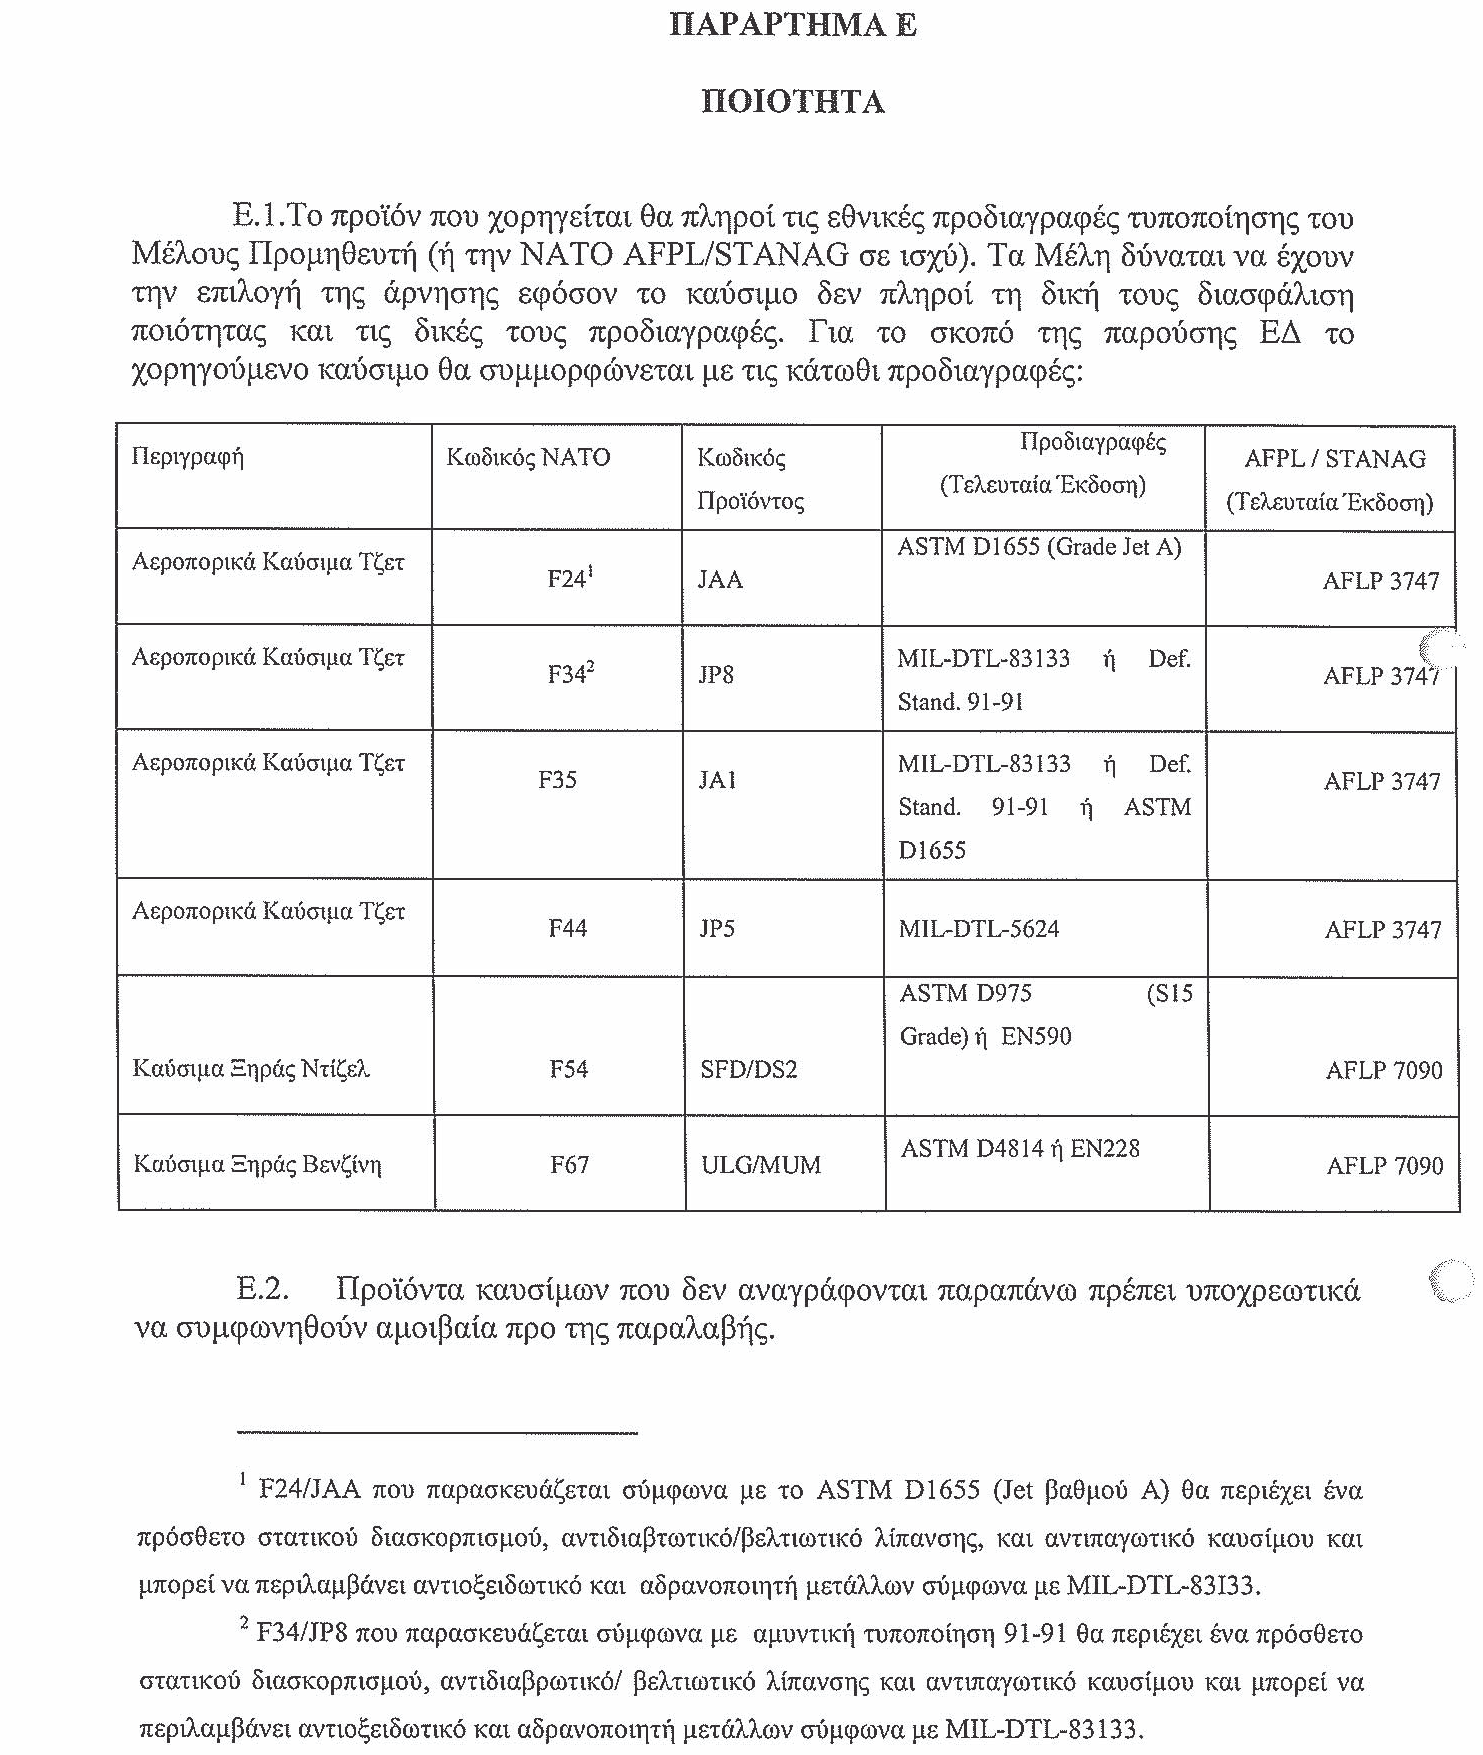 ΠΑΡΑΡΤΗΜΑ Ε
ΠΟΙΟΤΗΤΑ
Ε.1.Το προϊόν που χορηγείται θα πληροί τις εθνικές προδιαγραφές τυποποίησης του
Μέλους Προμηθευτή (ή την NATO AFPL/STANAG σε ισχύ). Τα Μέλη δύναται να έχουν
την επιλογή της άρνησης εφόσον το καύσιμο δεν πληροί τη δική τους διασφάλιση
ποιότητας και τις δικές τους προδιαγραφές. Για το σκοπό της παρούσης ΕΔ το
χορηγούμενο καύσιμο θα συμμορφώνεται με τις κάτωθι προδιαγραφές:
Περιγραφή
Κωδικός ΝΑΤΟ
Κωδικός
Προϊόντος
Προδιαγραφές
(Τελευταία Έκδοση)
AFPL / STANAG
(Τελευταία Έκδοση)
Αεροπορικά Καύσιμα Τζετ
F24¹
JAA
ASTM D1655 (Grade Jet A)
AFLP 3747
Αεροπορικά Καύσιμα Τζετ
F34²
JP8
MIL-DTL-83133 ή Def.
Stand. 91-91
AFLP 3747
Αεροπορικά Καύσιμα Τζετ
F35
JA1
MIL-DTL-83133 ή Def.
Stand. 91-91 ή ASTM
D1655
AFLP 3747
Αεροπορικά Καύσιμα Τζετ
F44
JP5
MIL-DTL-5624
AFLP 3747
Καύσιμα Ξηράς Ντίζελ
F54
SFD/DS2
ASTM D975 (S15
Grade) ή EN590
AFLP 7090
Καύσιμα Ξηράς Βενζίνη
F67
ULG/MUM
ASTM D4814 ή EN228
AFLP 7090
Ε.2. Προϊόντα καυσίμων που δεν αναγράφονται παραπάνω πρέπει υποχρεωτικά
να συμφωνηθούν αμοιβαία προ της παραλαβής.
¹ F24/JAA που παρασκευάζεται σύμφωνα με το ASTM D1655 (Jet βαθμού Α) θα περιέχει ένα
πρόσθετο στατικού διασκορπισμού, αντιδιαβτωτικό/βελτιωτικό λίπανσης, και αντιπαγωτικό καυσίμου και
μπορεί να περιλαμβάνει αντιοξειδωτικό και αδρανοποιητή μετάλλων σύμφωνα με MIL-DTL-83I33.
² F34/JP8 που παρασκευάζεται σύμφωνα με αμυντική τυποποίηση 91-91 θα περιέχει ένα πρόσθετο
στατικού διασκορπισμού, αντιδιαβρωτικό/ βελτιωτικό λίπανσης και αντιπαγωτικό καυσίμου και μπορεί να
περιλαμβάνει αντιοξειδωτικό και αδρανοποιητή μετάλλων σύμφωνα με MIL-DTL-83133.